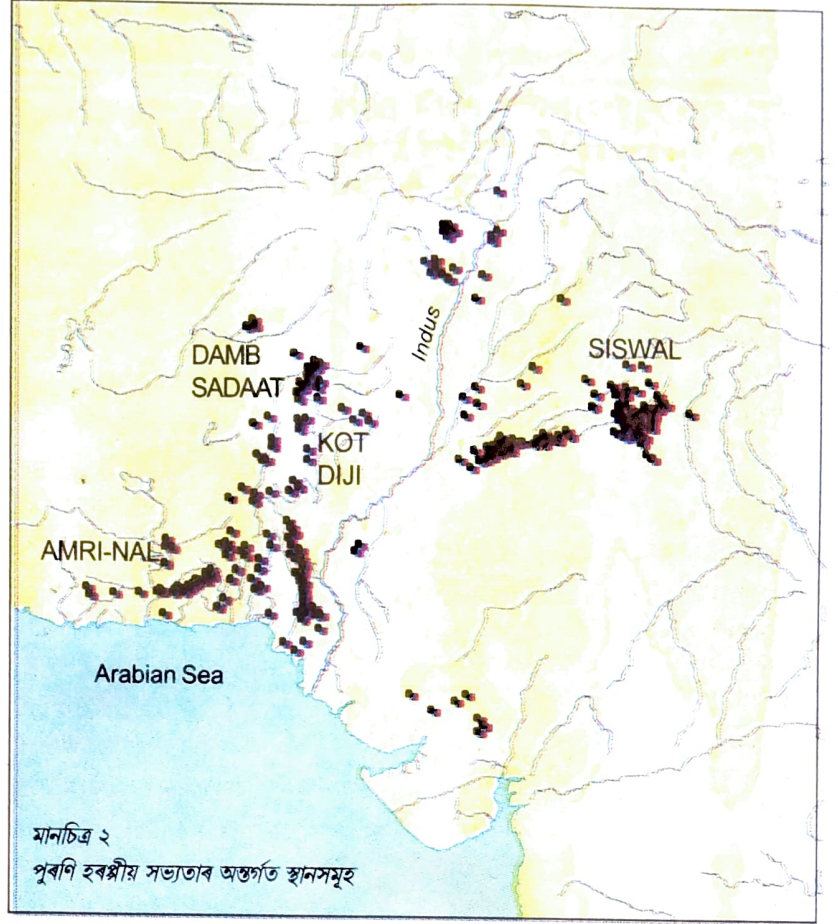 Indus
SISWAL
DAMB
SADAAT
KOT
DIJI
AMRI-NAL
Arabian Sea
মানচিত্ৰ ২
পুৰণি হৰপ্পীয় সভ্যতাৰ অন্তৰ্গত স্থানসমূহ